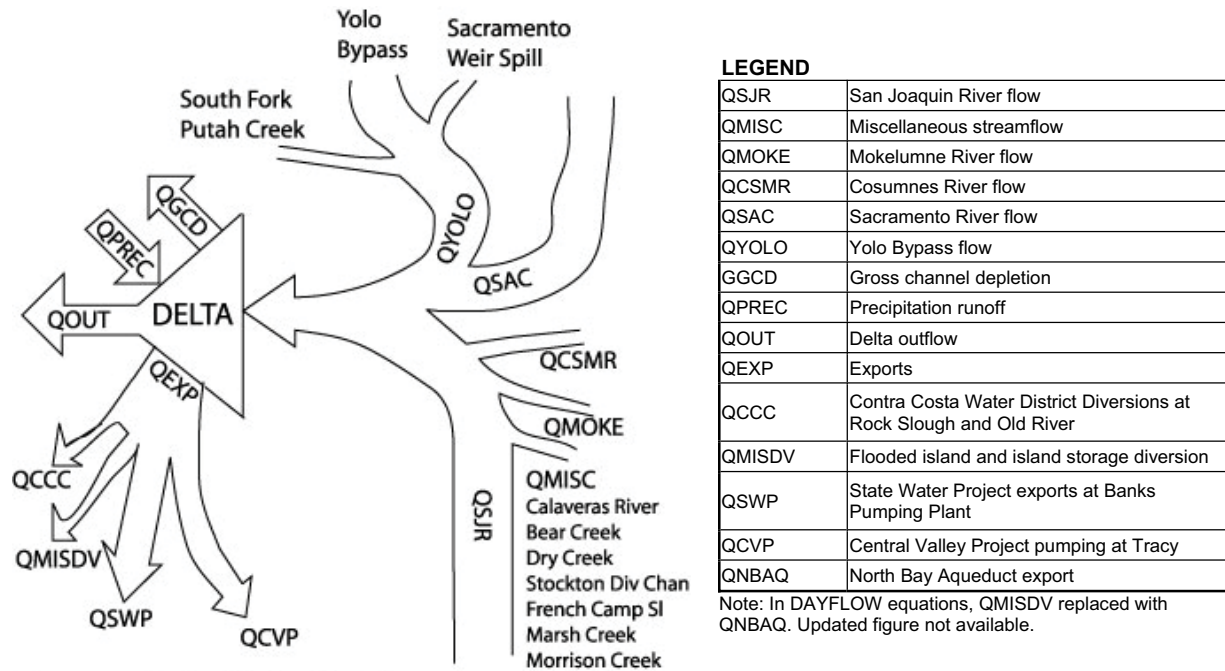 Yolo
Bypass
Sacramento
Weir Spill
South Fork
Putah Creek
QGCD
QPREC
QYOLO
QSAC
QOUT
DELTA
QEXP
QCSMR
QMOKE
QCCC
QMISDV
QSWP
QCVP
QSJR
QMISC
Calaveras River
Bear Creek
Dry Creek
Stockton Div Chan
French Camp Sl
Marsh Creek
Morrison Creek
LEGEND
QSJR San Joaquin River flow
QMISC Miscellaneous streamflow
QMOKE Mokelumne River flow
QCSMR Cosumnes River flow
QSAC Sacramento River flow
QYOLO Yolo Bypass flow
GGCD Gross channel depletion
QPREC Precipitation runoff
QOUT Delta outflow
QEXP Exports
QCCC Contra Costa Water District Diversions at
Rock Slough and Old River
QMISDV Flooded island and island storage diversion
QSWP State Water Project exports at Banks
Pumping Plant
QCVP Central Valley Project pumping at Tracy
QNBAQ North Bay Aqueduct export
Note: In DAYFLOW equations, QMISDV replaced with
QNBAQ. Updated figure not available.